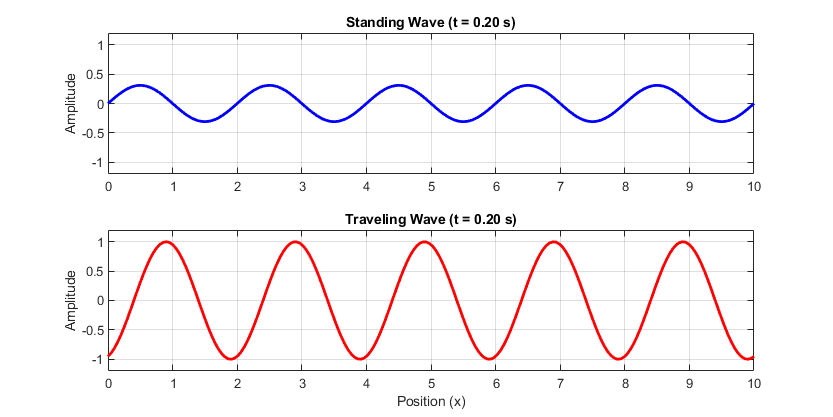 Standing Wave (t = 0.20 s)
Amplitude
1
0.5
0
-0.5
-1
0 1 2 3 4 5 6 7 8 9 10
Traveling Wave (t = 0.20 s)
Amplitude
1
0.5
0
-0.5
-1
0 1 2 3 4 5 6 7 8 9 10
Position (x)